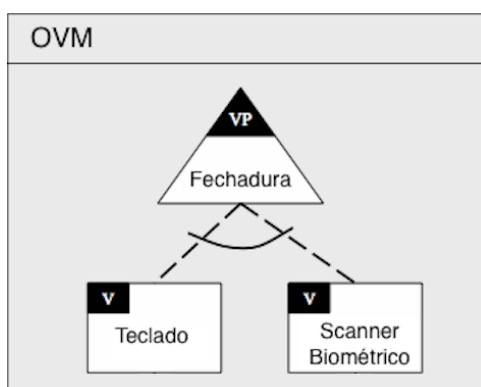 OVM
VP
Fechadura
V
Teclado
V
Scanner
Biométrico